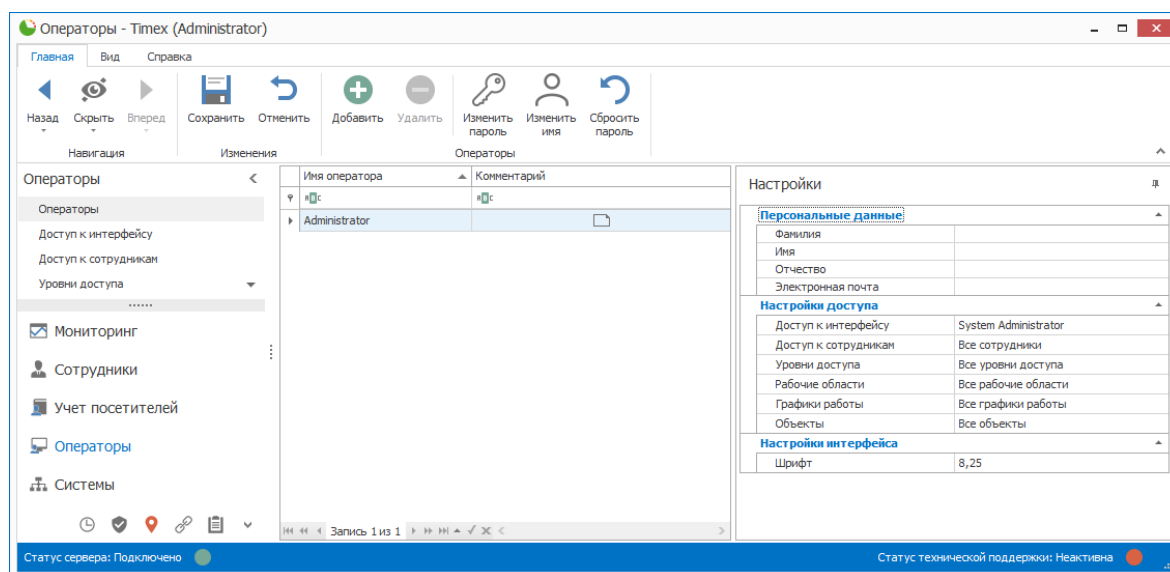 Операторы - Timex (Administrator)
Главная Вид Справка
Назад Скрыть Вперед Сохранить Отменить Добавить Удалить Изменить пароль Изменить имя Сбросить пароль
Навигация Изменения Операторы
Операторы
Операторы
Доступ к интерфейсу
Доступ к сотрудникам
Уровни доступа
Мониторинг
Сотрудники
Учет посетителей
Операторы
Системы
Имя оператора Комментарий
Administrator
Запись 1 из 1
Настройки
Персональные данные
Фамилия
Имя
Отчество
Электронная почта
Настройки доступа
Доступ к интерфейсу System Administrator
Доступ к сотрудникам Все сотрудники
Уровни доступа Все уровни доступа
Рабочие области Все рабочие области
Графики работы Все графики работы
Объекты Все объекты
Настройки интерфейса
Шрифт 8,25
Статус сервера: Подключено Статус технической поддержки: Неактивна